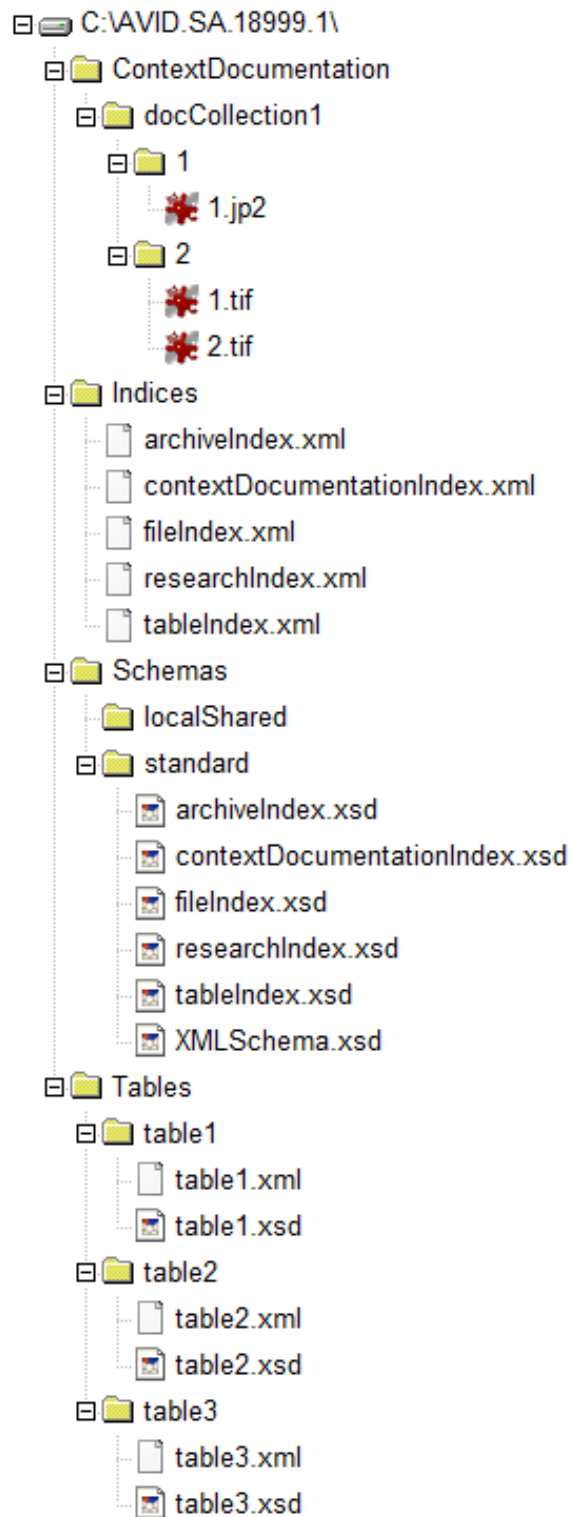 C:\AVID.SA.18999.1\
ContextDocumentation
docCollection1
1
1.jp2
2
1.tif
2.tif
Indices
archiveIndex.xml
contextDocumentationIndex.xml
fileIndex.xml
researchIndex.xml
tableIndex.xml
Schemas
localShared
standard
archiveIndex.xsd
contextDocumentationIndex.xsd
fileIndex.xsd
researchIndex.xsd
tableIndex.xsd
XMLSchema.xsd
Tables
table1
table1.xml
table1.xsd
table2
table2.xml
table2.xsd
table3
table3.xml
table3.xsd